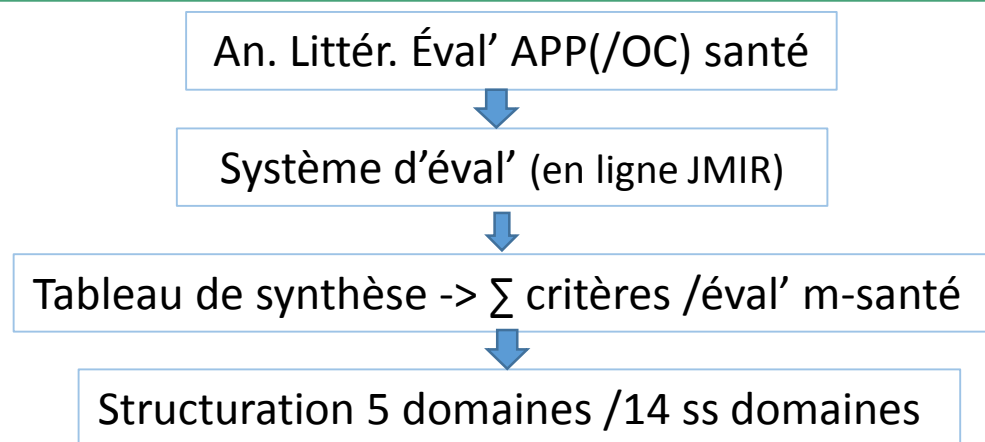 An. Littér. Éval’ APP(/OC) santé
Système d’éval’ (en ligne JMIR)
Tableau de synthèse -> ∑ critères /éval’ m-santé
Structuration 5 domaines /14 ss domaines